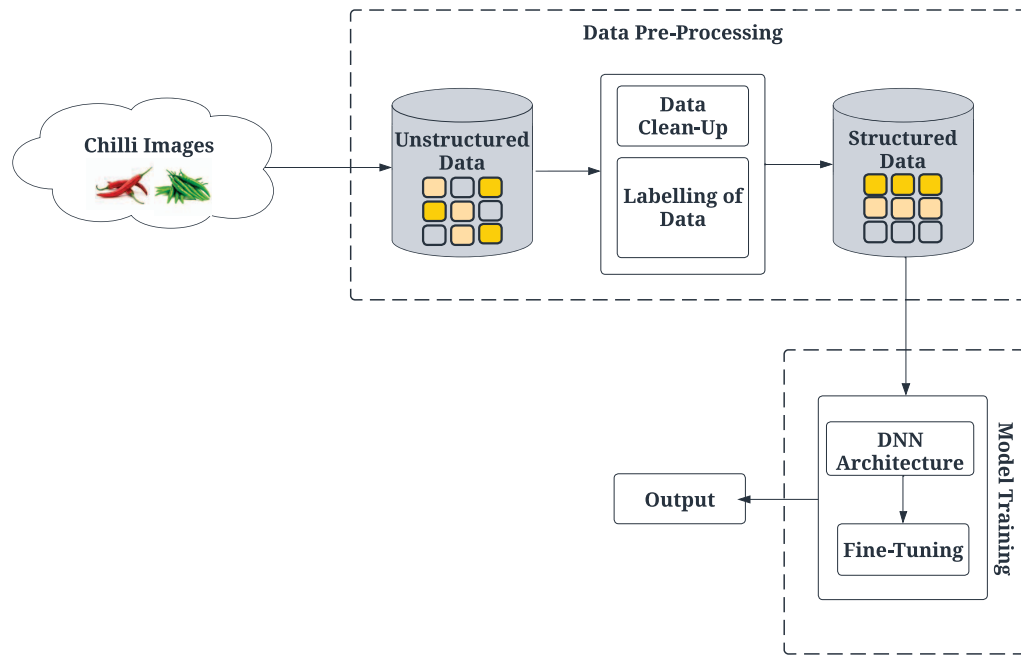 Data Pre-Processing
Chilli Images
Unstructured
Data
Data
Clean-Up
Labelling of
Data
Structured
Data
DNN
Architecture
Fine-Tuning
Model Training
Output